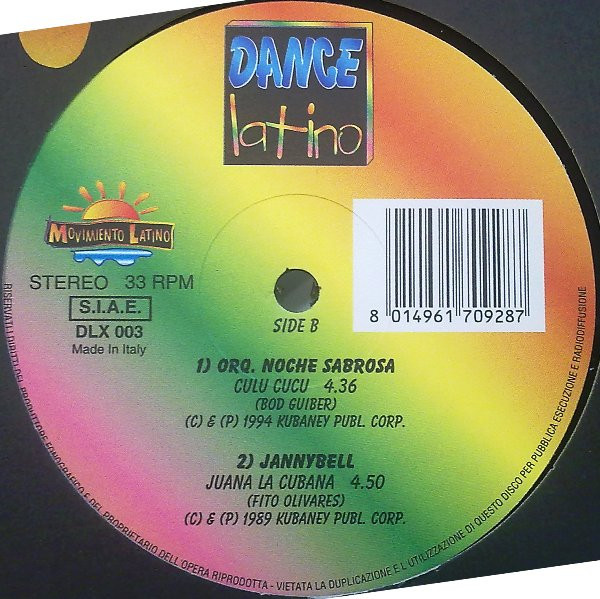 DANCE
latino
MOVIMIENTO LATINO
STEREO 33 RPM
S.I.A.E.
DLX 003
Made in Italy
SIDE B
8 014961 709287
1) ORQ. NOCHE SABROSA
CULU CUCU 4.36
(BOD GUIBER)
(C) & (P) 1994 KUBANEY PUBL. CORP.
2) JANNYBELL
JUANA LA CUBANA 4.50
(FITO OLIVARES)
(C) & (P) 1989 KUBANEY PUBL. CORP.
RISERVATI I DIRITTI DEL PRODUTTORE FONOGRAFICO E DEL PROPRIETARIO DELL'OPERA RIPRODOTTA - VIETATA LA DUPLICAZIONE E.L UTILIZZAZIONE DI QUESTO DISCO PER PUBBLICA ESECUZIONE E RADIODIFFUSIONE